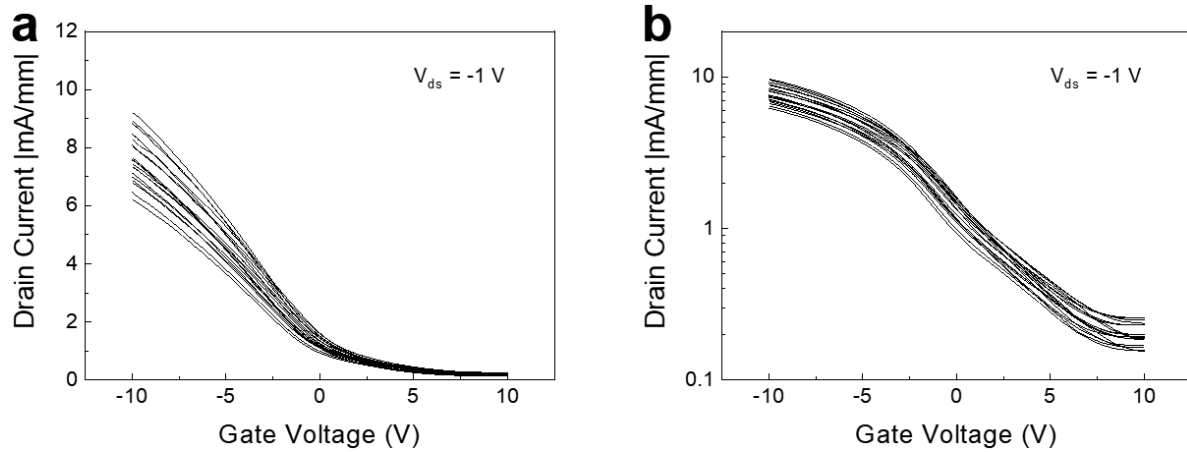 a
b
12
10
8
6
4
2
0
Drain Current |mA/mm|
V_ds = -1 V
-10 -5 0 5 10
Gate Voltage (V)
10
1
0.1
Drain Current |mA/mm|
V_ds = -1 V
-10 -5 0 5 10
Gate Voltage (V)